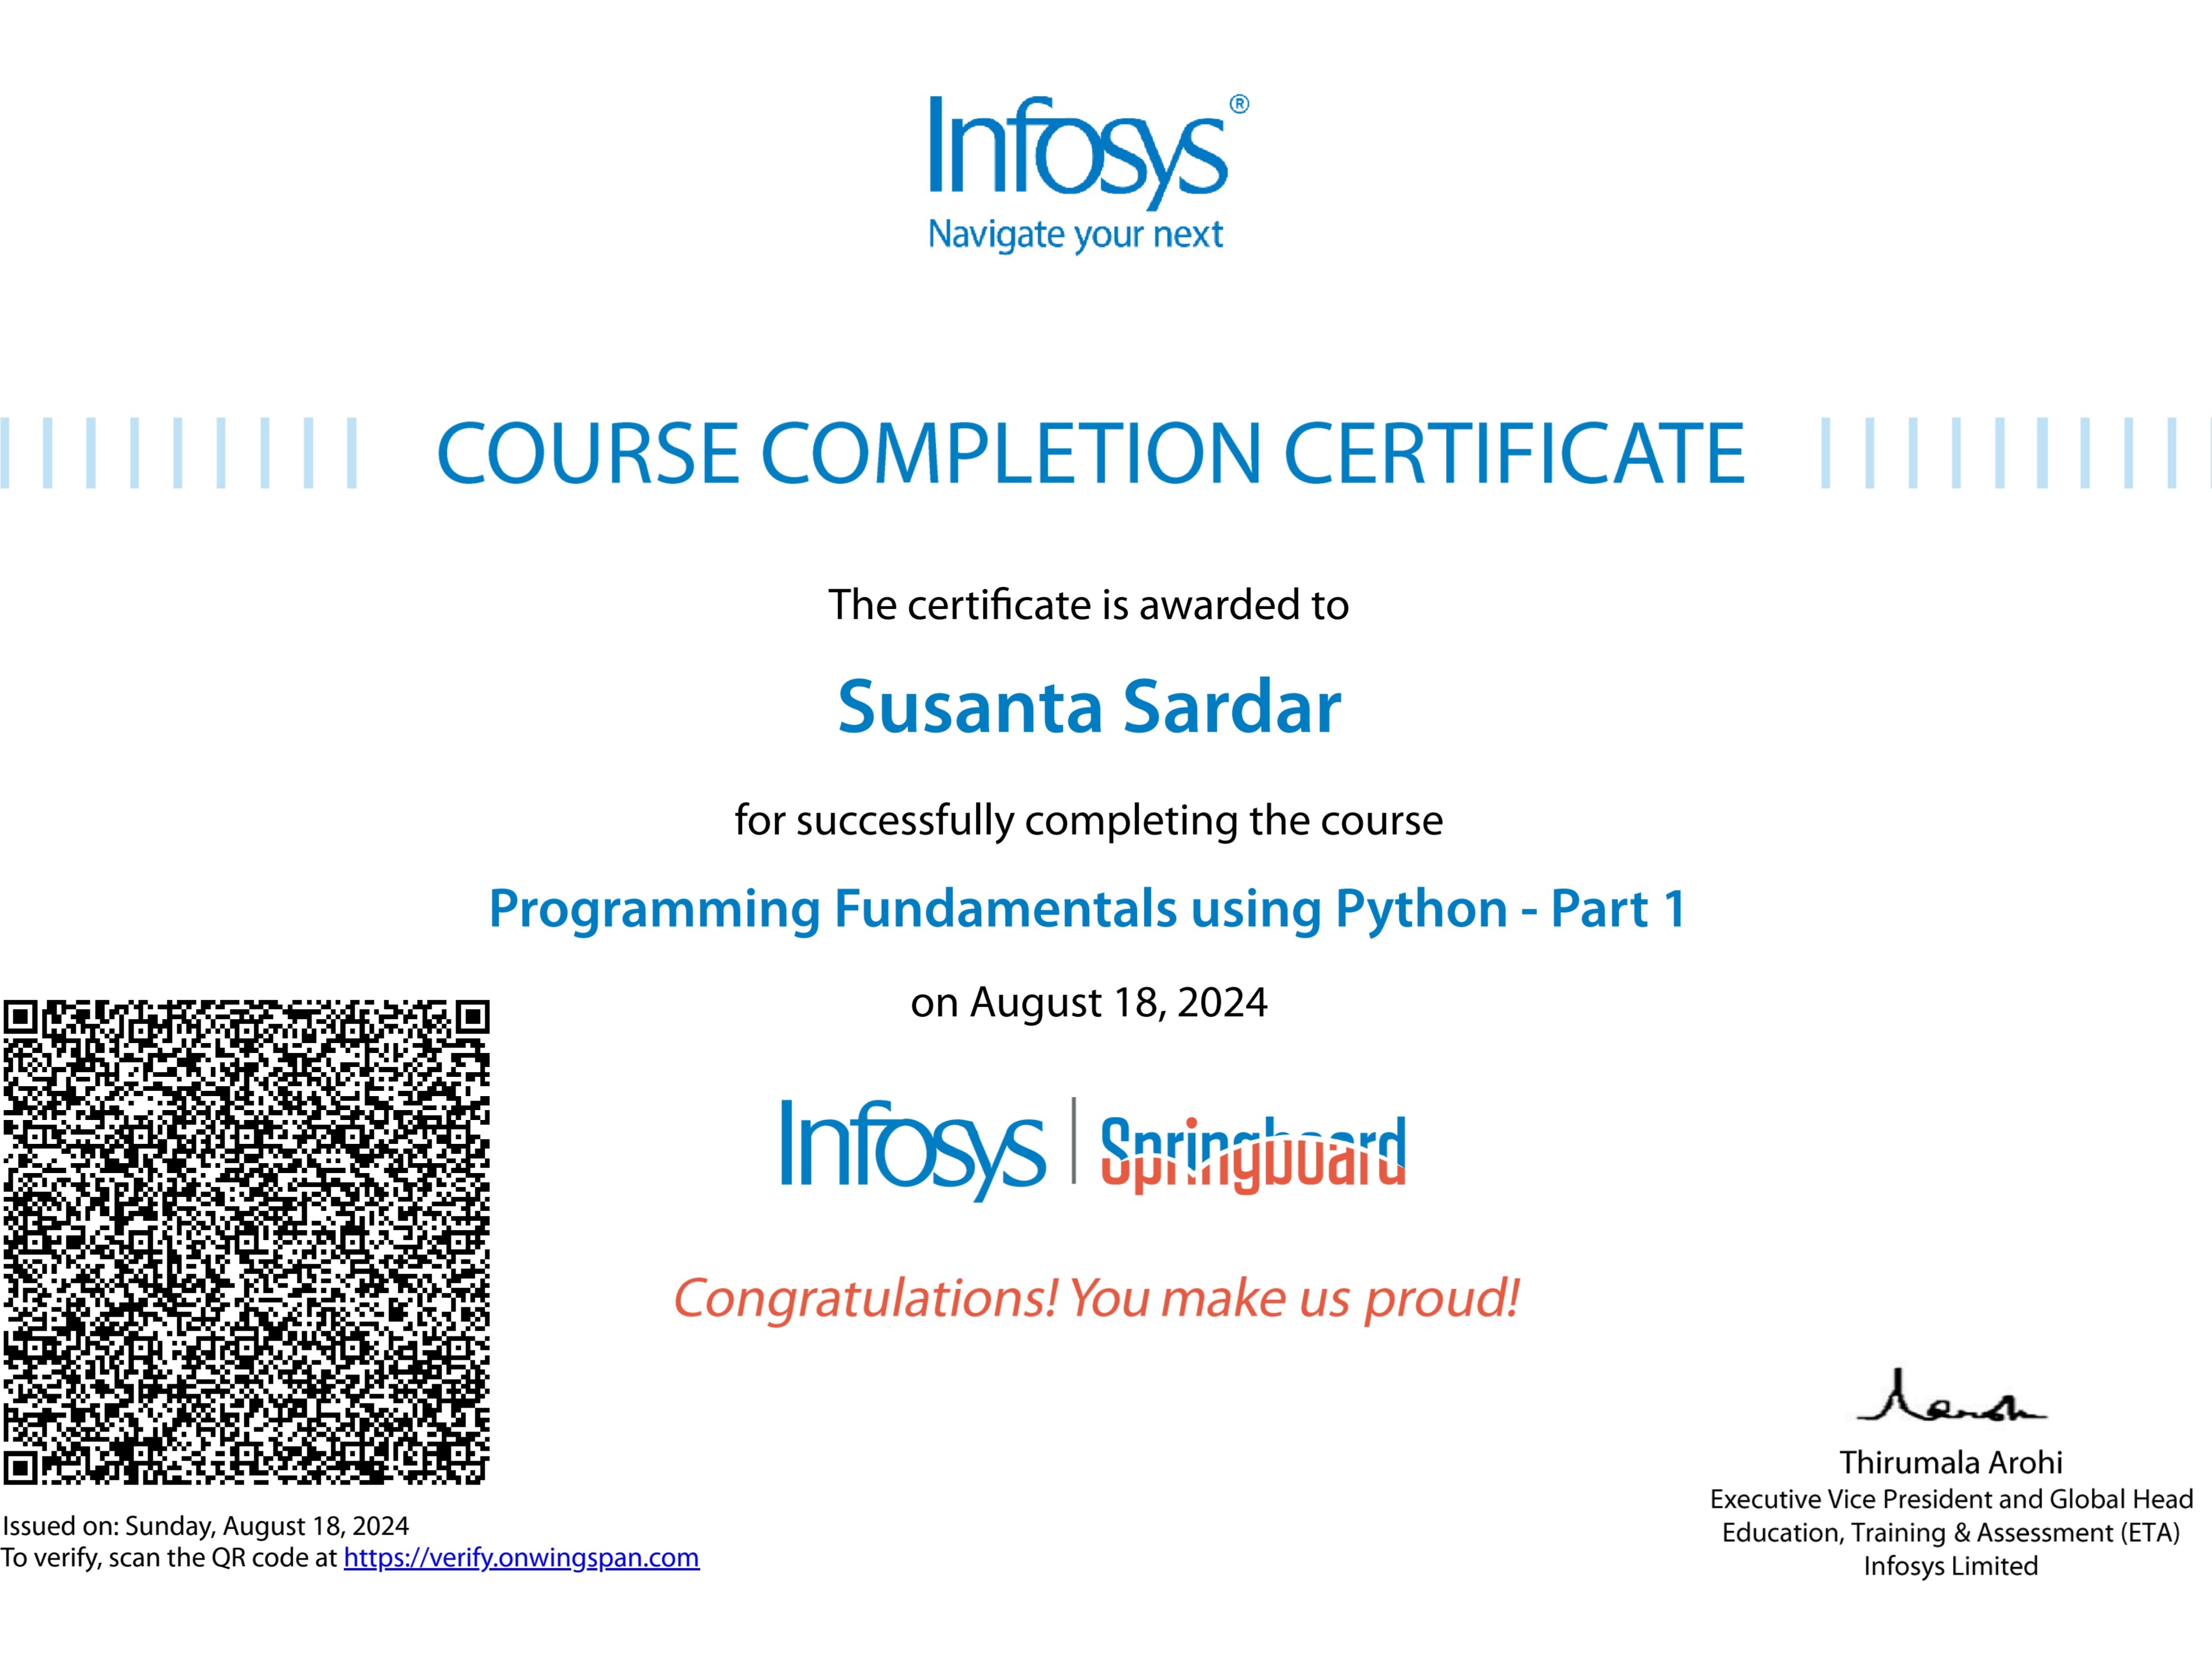 Infosys®
Navigate your next
COURSE COMPLETION CERTIFICATE
The certificate is awarded to
Susanta Sardar
for successfully completing the course
Programming Fundamentals using Python - Part 1
on August 18, 2024
Infosys | Springboard
Congratulations! You make us proud!
Thirumala Arohi
Executive Vice President and Global Head
Education, Training & Assessment (ETA)
Infosys Limited
Issued on: Sunday, August 18, 2024
To verify, scan the QR code at https://verify.onwingspan.com